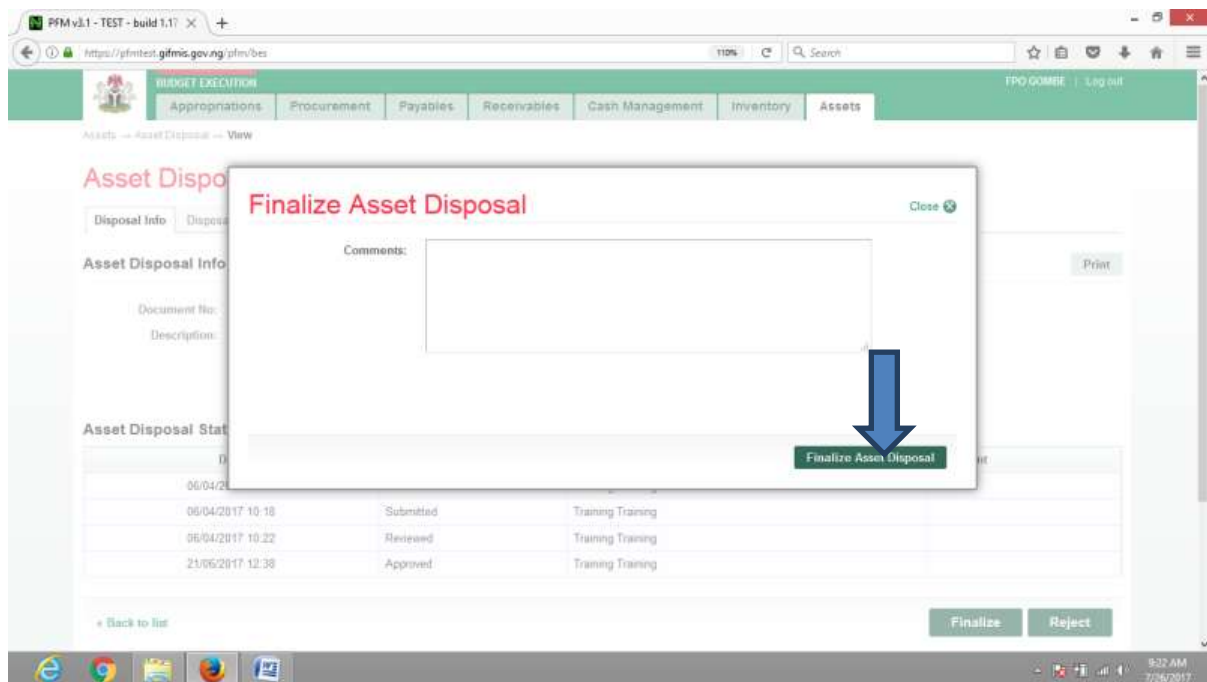 PFM v3.1 - TEST - build 1.1
https://pfmtest.gifmis.gov.ng/pfm/bes
110%
Search
BUDGET EXECUTION
FPO GOMBE | Log out
Appropriations Procurement Payables Receivables Cash Management Inventory Assets
Assets → Asset Disposal → View
Asset Dispo
Finalize Asset Disposal
Close
Disposal Info Disposa
Comments:
Asset Disposal Info
Print
Document No:
Description:
Asset Disposal Stat
Finalize Asset Disposal
D
06/04/2
06/04/2017 10:18 Submitted Training Training
06/04/2017 10:22 Reviewed Training Training
21/06/2017 12:38 Approved Training Training
« Back to list
Finalize Reject
9:22 AM
7/26/2017